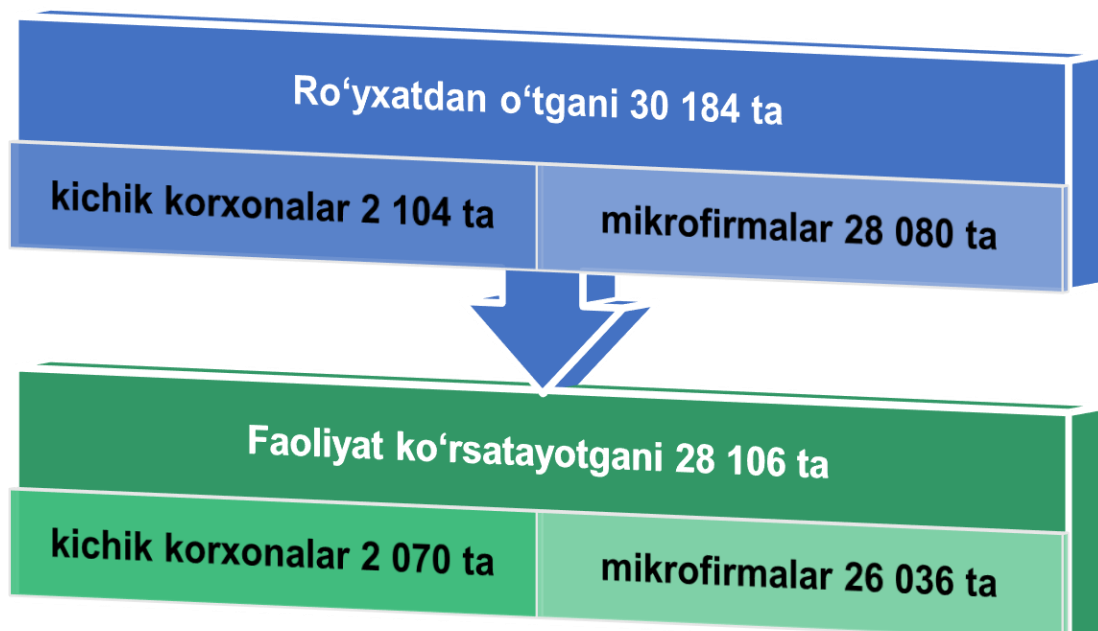 Ro‘yxatdan o‘tgani 30 184 ta
kichik korxonalar 2 104 ta
mikrofirmalar 28 080 ta
Faoliyat ko‘rsatayotgani 28 106 ta
kichik korxonalar 2 070 ta
mikrofirmalar 26 036 ta